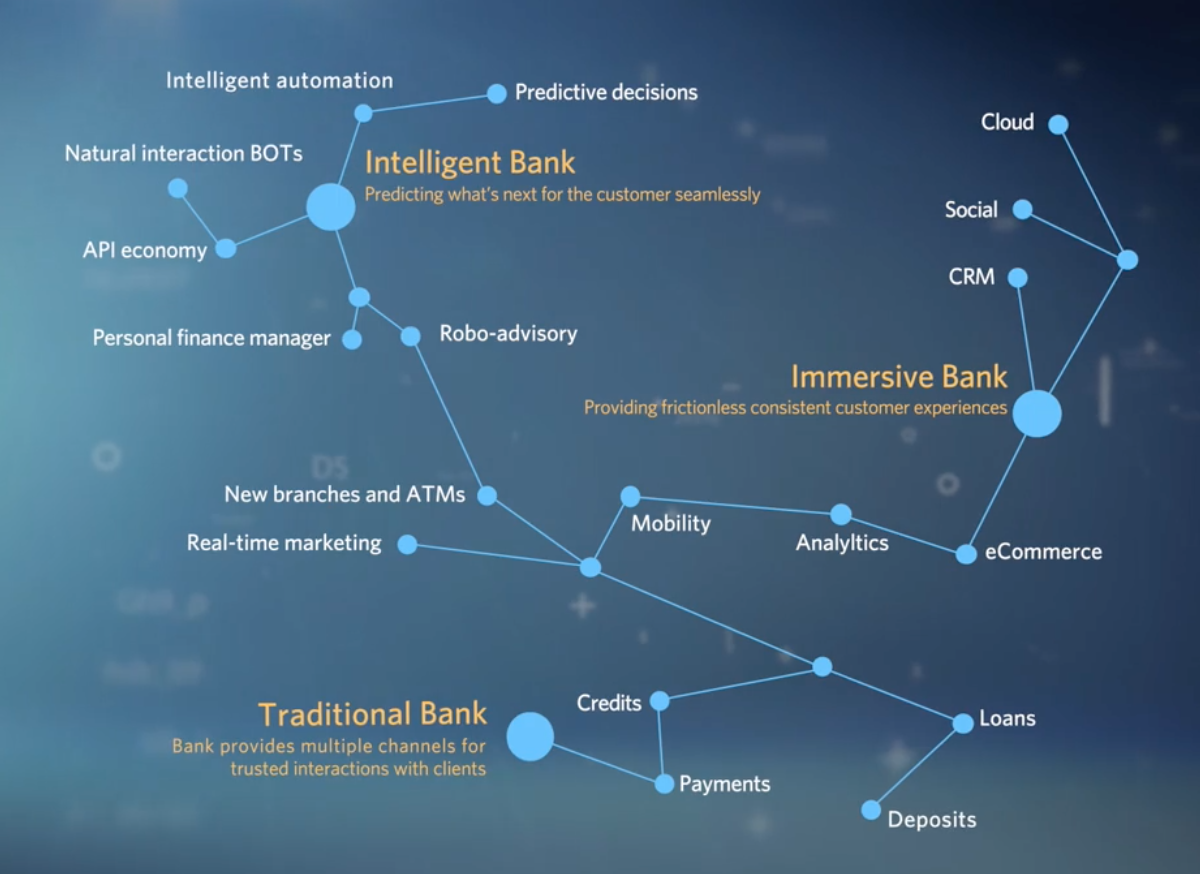 Intelligent automation
Predictive decisions
Cloud
Natural interaction BOTs
Intelligent Bank
Predicting what's next for the customer seamlessly
Social
API economy
CRM
Personal finance manager
Robo-advisory
Immersive Bank
Providing frictionless consistent customer experiences
DS
New branches and ATMs
Mobility
Real-time marketing
Analyltics
eCommerce
Credits
Traditional Bank
Loans
Bank provides multiple channels for
trusted interactions with clients
Payments
Deposits